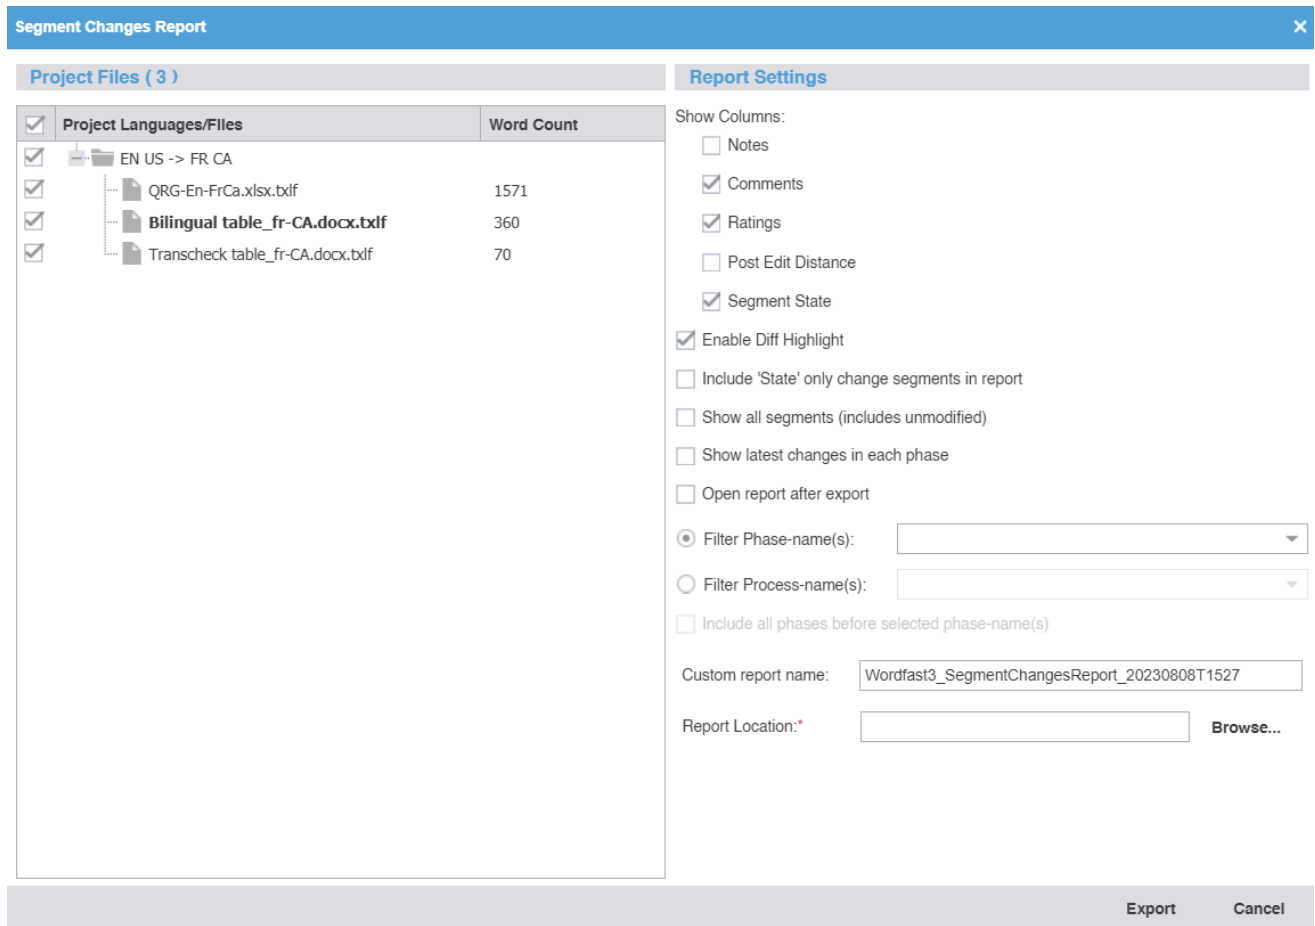 Segment Changes Report
Project Files ( 3 )
Project Languages/Files Word Count
EN US -> FR CA
QRG-En-FrCa.xlsx.txlf 1571
Bilingual table_fr-CA.docx.txlf 360
Transcheck table_fr-CA.docx.txlf 70
Report Settings
Show Columns:
Notes
Comments
Ratings
Post Edit Distance
Segment State
Enable Diff Highlight
Include 'State' only change segments in report
Show all segments (includes unmodified)
Show latest changes in each phase
Open report after export
Filter Phase-name(s):
Filter Process-name(s):
Include all phases before selected phase-name(s)
Custom report name: Wordfast3_SegmentChangesReport_20230808T1527
Report Location:* Browse...
Export Cancel